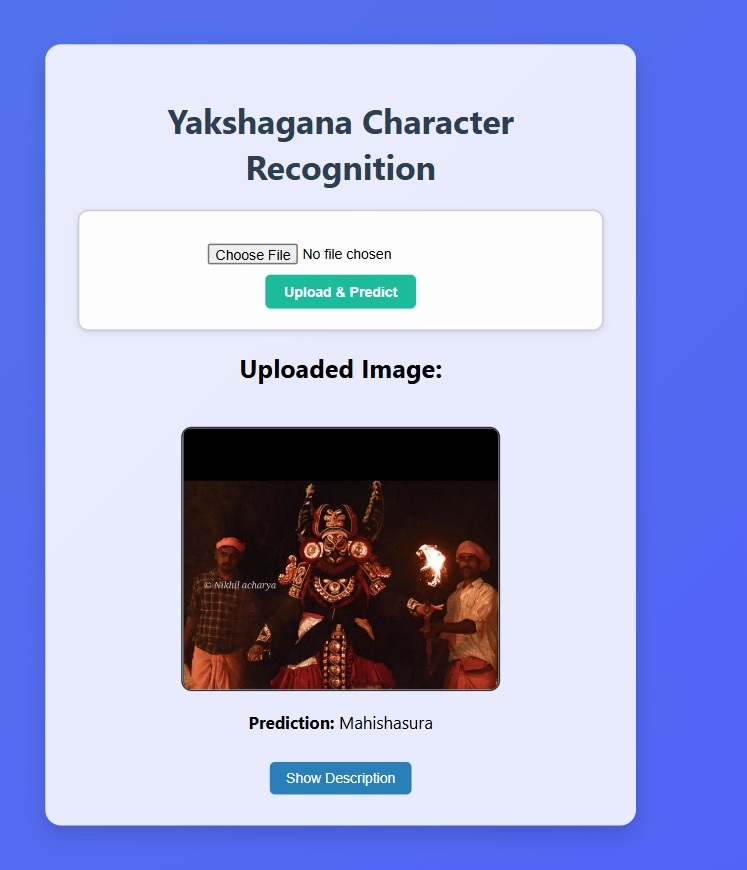 Yakshagana Character
Recognition
Choose File No file chosen
Upload & Predict
Uploaded Image:
© Nikhil acharya
Prediction: Mahishasura
Show Description